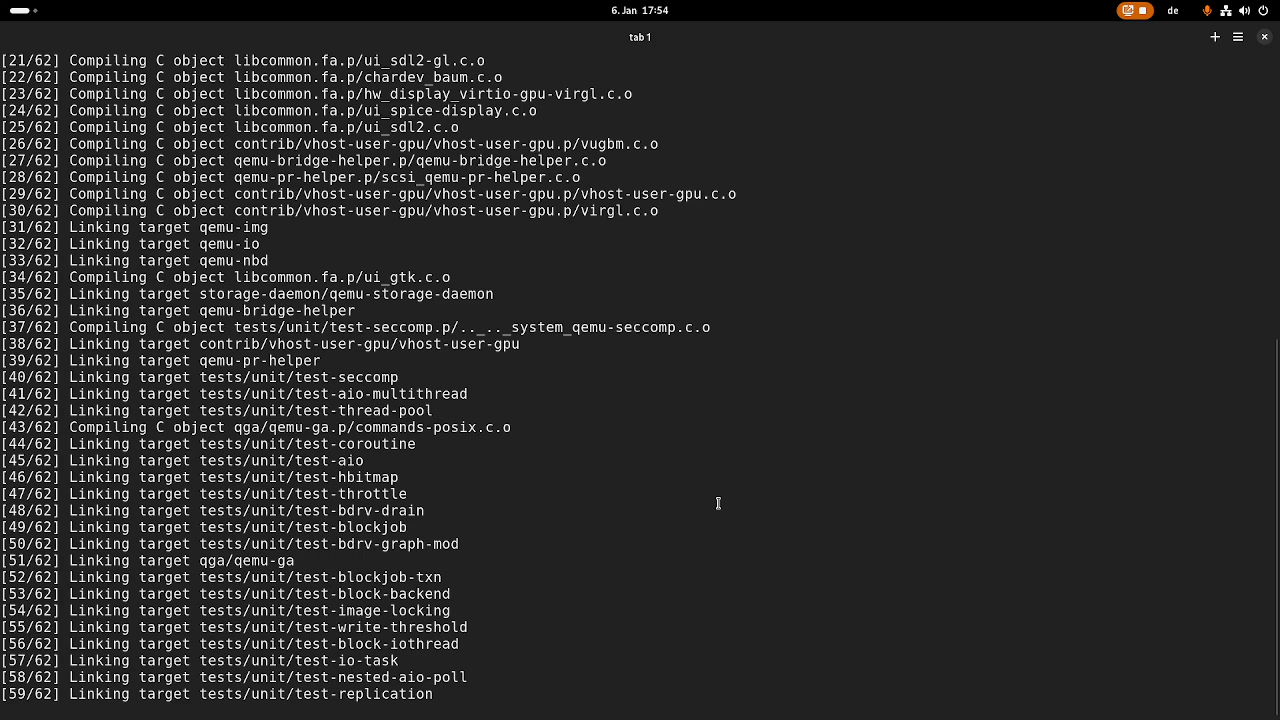 6. Jan 17:54
de
tab 1
[21/62] Compiling C object libcommon.fa.p/ui_sdl2-gl.c.o
[22/62] Compiling C object libcommon.fa.p/chardev_baum.c.o
[23/62] Compiling C object libcommon.fa.p/hw_display_virtio-gpu-virgl.c.o
[24/62] Compiling C object libcommon.fa.p/ui_spice-display.c.o
[25/62] Compiling C object libcommon.fa.p/ui_sdl2.c.o
[26/62] Compiling C object contrib/vhost-user-gpu/vhost-user-gpu.p/vugbm.c.o
[27/62] Compiling C object qemu-bridge-helper.p/qemu-bridge-helper.c.o
[28/62] Compiling C object qemu-pr-helper.p/scsi_qemu-pr-helper.c.o
[29/62] Compiling C object contrib/vhost-user-gpu/vhost-user-gpu.p/vhost-user-gpu.c.o
[30/62] Compiling C object contrib/vhost-user-gpu/vhost-user-gpu.p/virgl.c.o
[31/62] Linking target qemu-img
[32/62] Linking target qemu-io
[33/62] Linking target qemu-nbd
[34/62] Compiling C object libcommon.fa.p/ui_gtk.c.o
[35/62] Linking target storage-daemon/qemu-storage-daemon
[36/62] Linking target qemu-bridge-helper
[37/62] Compiling C object tests/unit/test-seccomp.p/.._.._system_qemu-seccomp.c.o
[38/62] Linking target contrib/vhost-user-gpu/vhost-user-gpu
[39/62] Linking target qemu-pr-helper
[40/62] Linking target tests/unit/test-seccomp
[41/62] Linking target tests/unit/test-aio-multithread
[42/62] Linking target tests/unit/test-thread-pool
[43/62] Compiling C object qga/qemu-ga.p/commands-posix.c.o
[44/62] Linking target tests/unit/test-coroutine
[45/62] Linking target tests/unit/test-aio
[46/62] Linking target tests/unit/test-hbitmap
[47/62] Linking target tests/unit/test-throttle
[48/62] Linking target tests/unit/test-bdrv-drain
[49/62] Linking target tests/unit/test-blockjob
[50/62] Linking target tests/unit/test-bdrv-graph-mod
[51/62] Linking target qga/qemu-ga
[52/62] Linking target tests/unit/test-blockjob-txn
[53/62] Linking target tests/unit/test-block-backend
[54/62] Linking target tests/unit/test-image-locking
[55/62] Linking target tests/unit/test-write-threshold
[56/62] Linking target tests/unit/test-block-iothread
[57/62] Linking target tests/unit/test-io-task
[58/62] Linking target tests/unit/test-nested-aio-poll
[59/62] Linking target tests/unit/test-replication